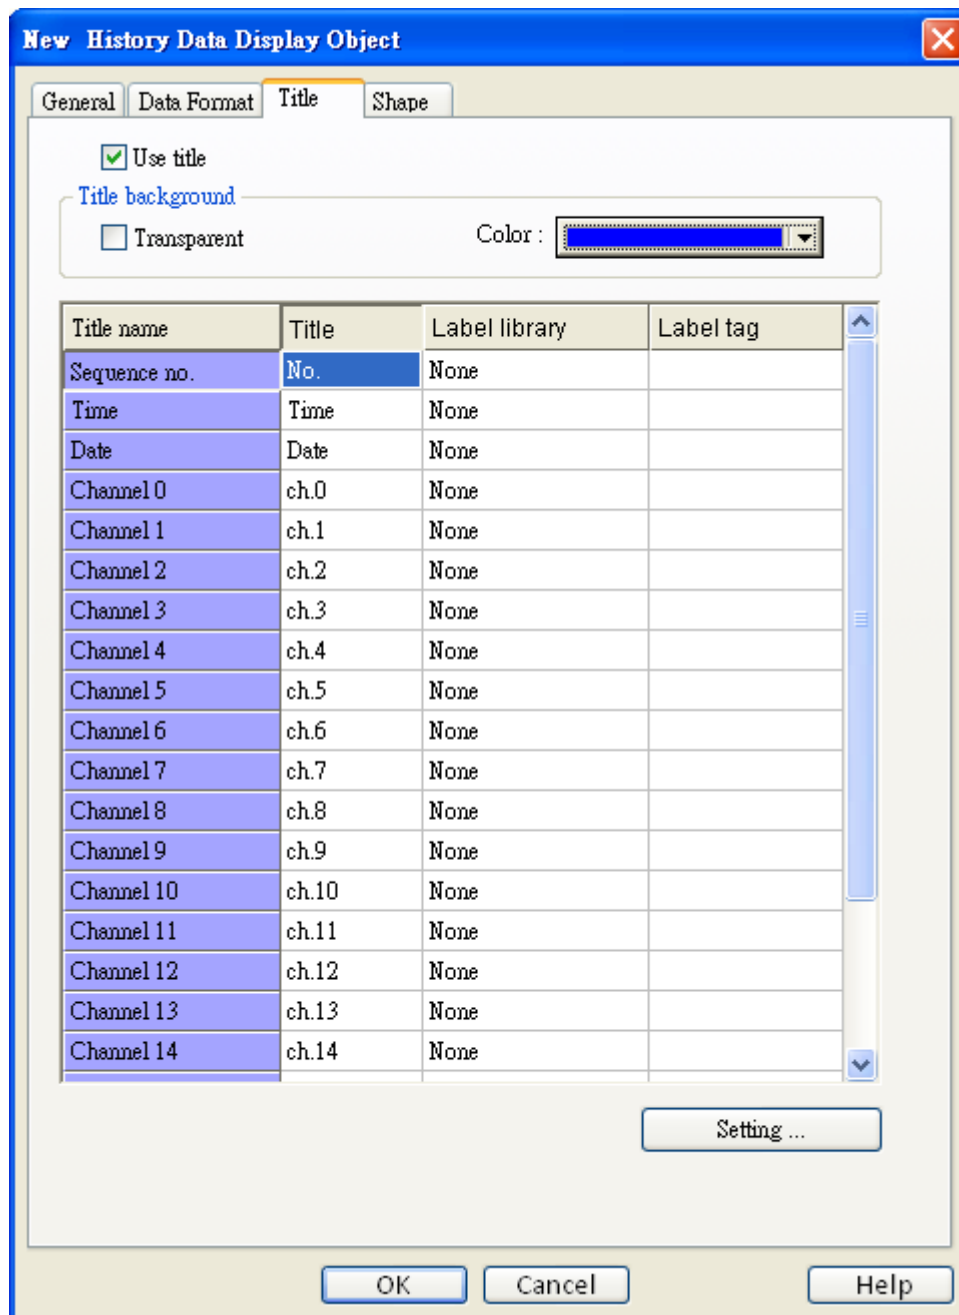 New History Data Display Object
General Data Format Title Shape
Use title
Title background
Transparent Color :
Title name Title Label library Label tag
Sequence no. No. None
Time Time None
Date Date None
Channel 0 ch.0 None
Channel 1 ch.1 None
Channel 2 ch.2 None
Channel 3 ch.3 None
Channel 4 ch.4 None
Channel 5 ch.5 None
Channel 6 ch.6 None
Channel 7 ch.7 None
Channel 8 ch.8 None
Channel 9 ch.9 None
Channel 10 ch.10 None
Channel 11 ch.11 None
Channel 12 ch.12 None
Channel 13 ch.13 None
Channel 14 ch.14 None
Setting ...
OK Cancel Help